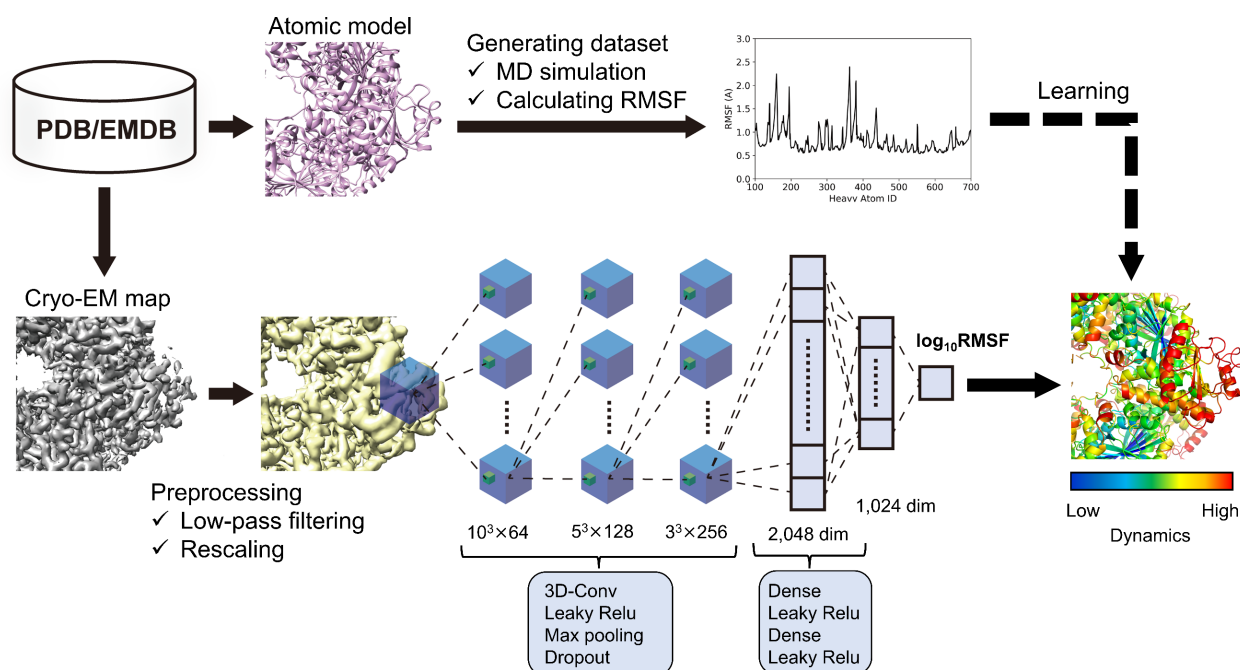 Atomic model
Generating dataset
✓ MD simulation
✓ Calculating RMSF
PDB/EMDB
RMSF (A)
3.0
2.5
2.0
1.5
1.0
0.5
0.0
100 200 300 400 500 600 700
Heavy Atom ID
Learning
Cryo-EM map
Preprocessing
✓ Low-pass filtering
✓ Rescaling
10³×64 5³×128 3³×256
2,048 dim
1,024 dim
log₁₀RMSF
3D-Conv
Leaky Relu
Max pooling
Dropout
Dense
Leaky Relu
Dense
Leaky Relu
Low High
Dynamics